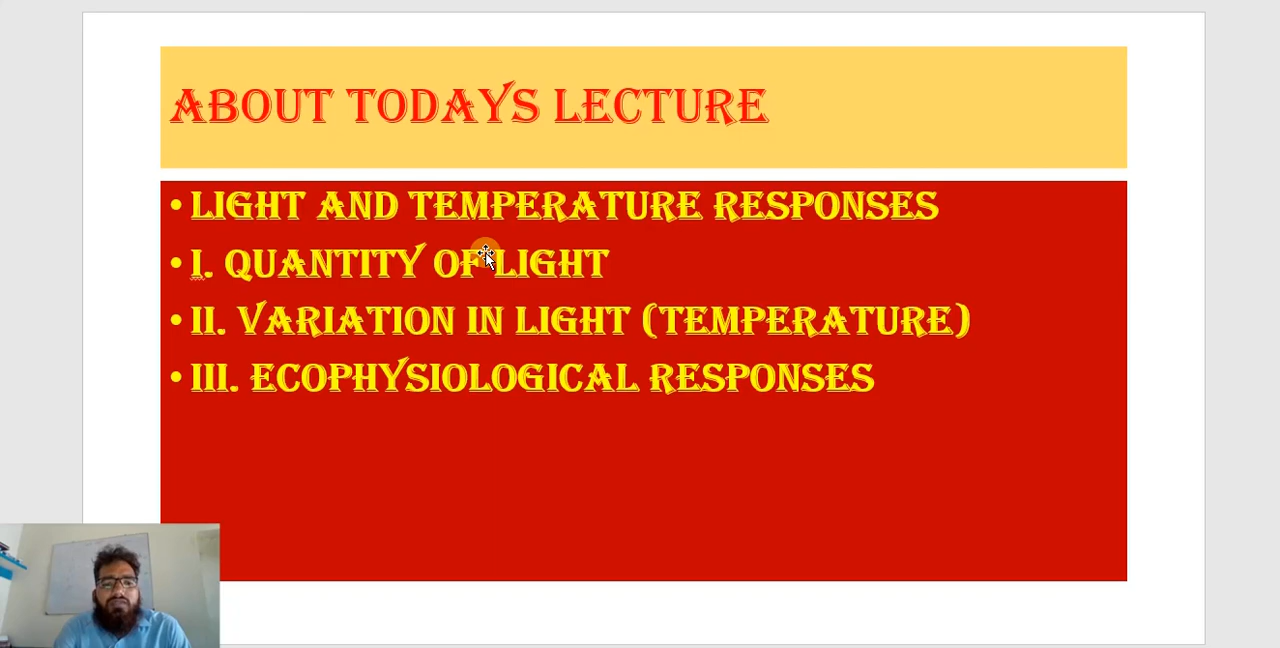 ABOUT TODAYS LECTURE
• LIGHT AND TEMPERATURE RESPONSES
• I. QUANTITY OF LIGHT
• II. VARIATION IN LIGHT (TEMPERATURE)
• III. ECOPHYSIOLOGICAL RESPONSES